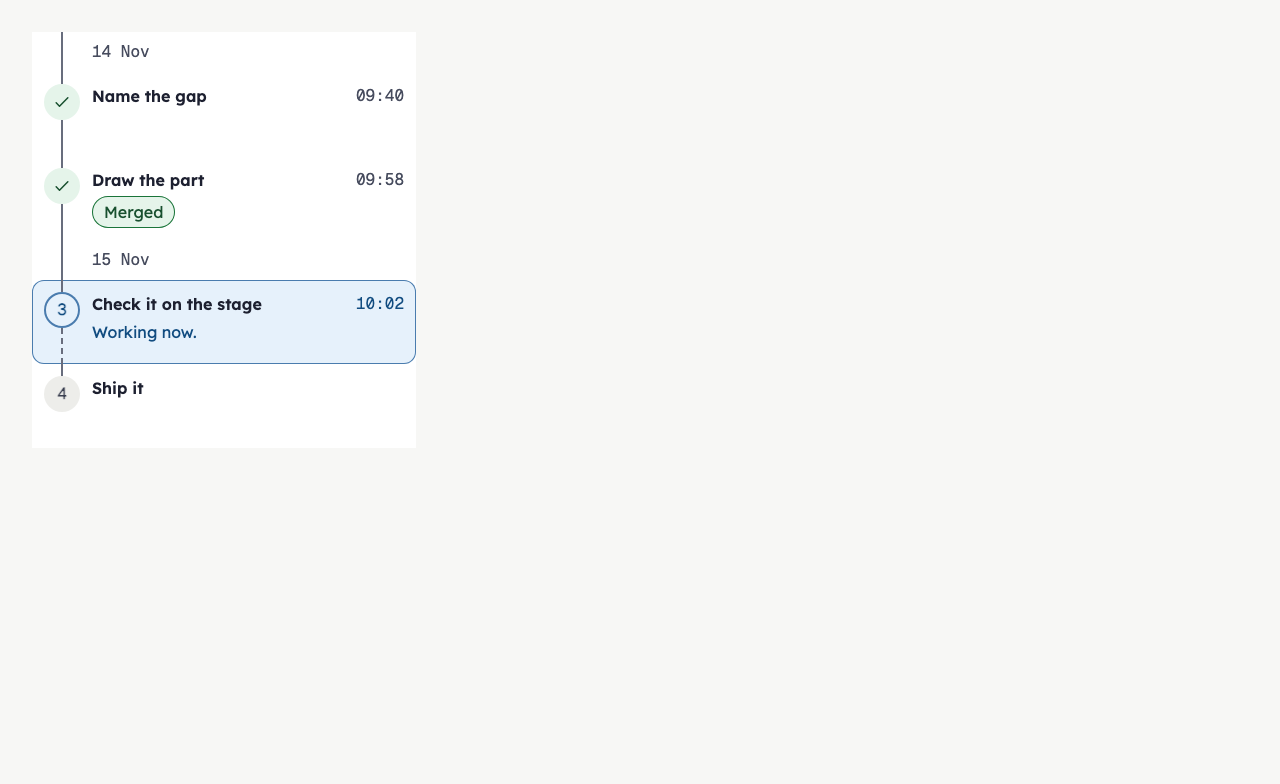 14 Nov
Name the gap 09:40
Draw the part 09:58
Merged
15 Nov
3 Check it on the stage 10:02
Working now.
4 Ship it